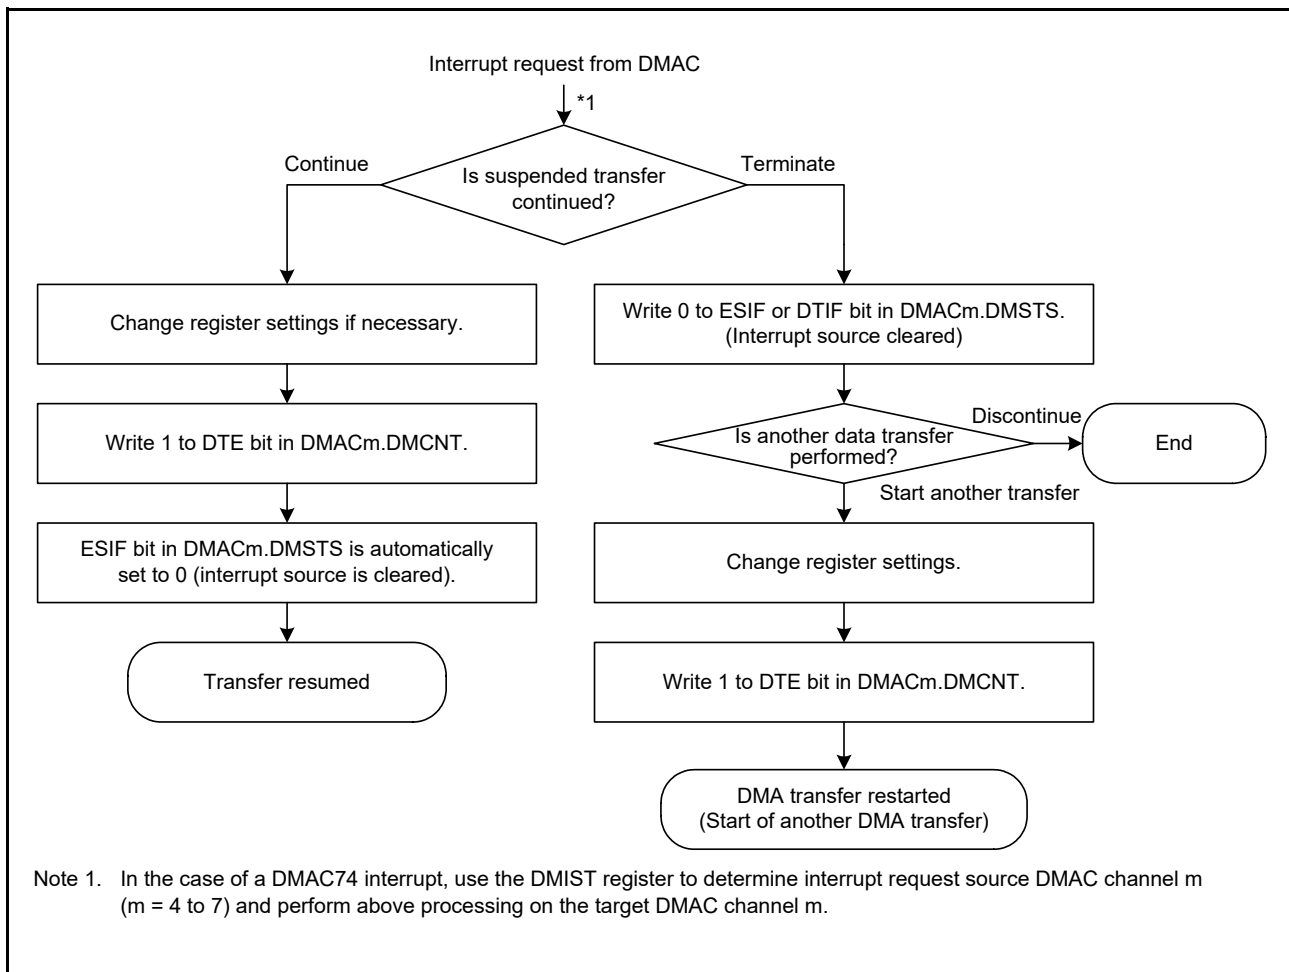 Interrupt request from DMAC
*1
Continue
Terminate
Is suspended transfer
continued?
Change register settings if necessary.
Write 1 to DTE bit in DMACm.DMCNT.
ESIF bit in DMACm.DMSTS is automatically
set to 0 (interrupt source is cleared).
Transfer resumed
Write 0 to ESIF or DTIF bit in DMACm.DMSTS.
(Interrupt source cleared)
Is another data transfer
performed?
Discontinue
End
Start another transfer
Change register settings.
Write 1 to DTE bit in DMACm.DMCNT.
DMA transfer restarted
(Start of another DMA transfer)
Note 1. In the case of a DMAC74 interrupt, use the DMIST register to determine interrupt request source DMAC channel m
(m = 4 to 7) and perform above processing on the target DMAC channel m.